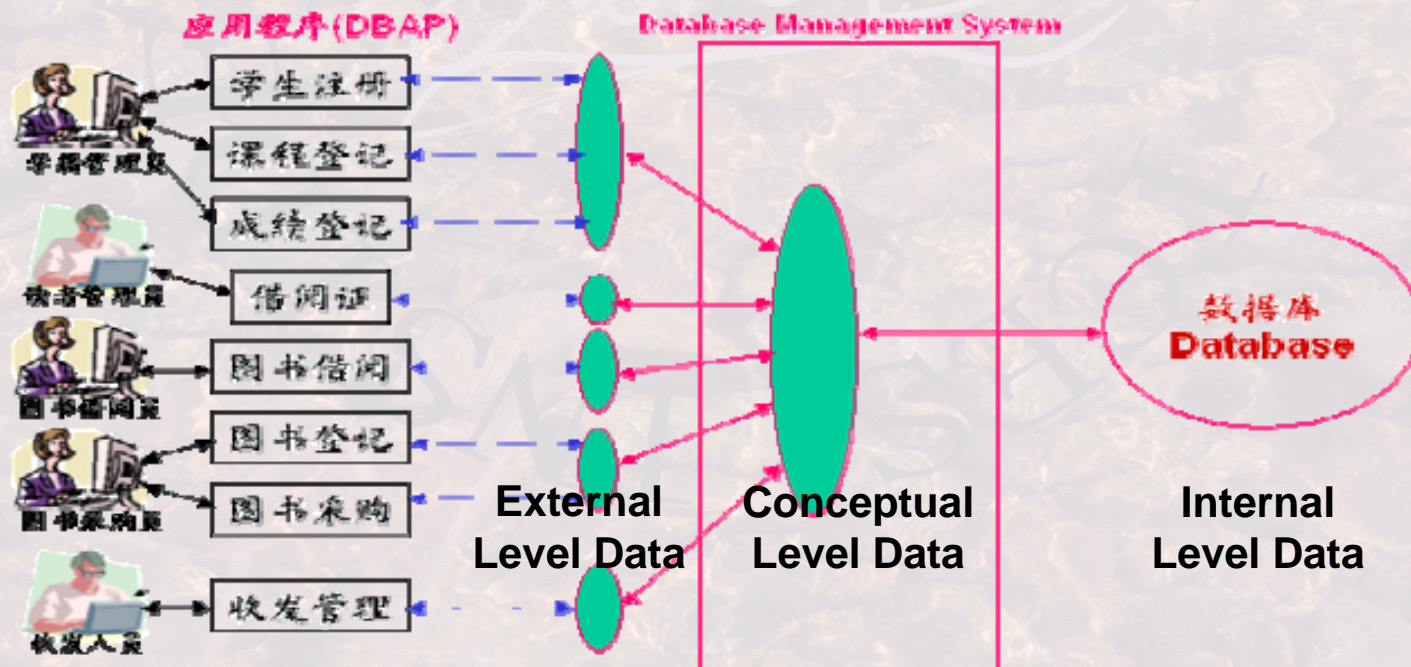 应用程序(DBAP)
Database Management System
学生注册
课程登记
学籍管理员
成绩登记
借阅证
读者管理员
图书借阅
图书借阅员
图书登记
图书采购
图书采购员
收发管理
收发人员
External
Level Data
Conceptual
Level Data
数据库
Database
Internal
Level Data